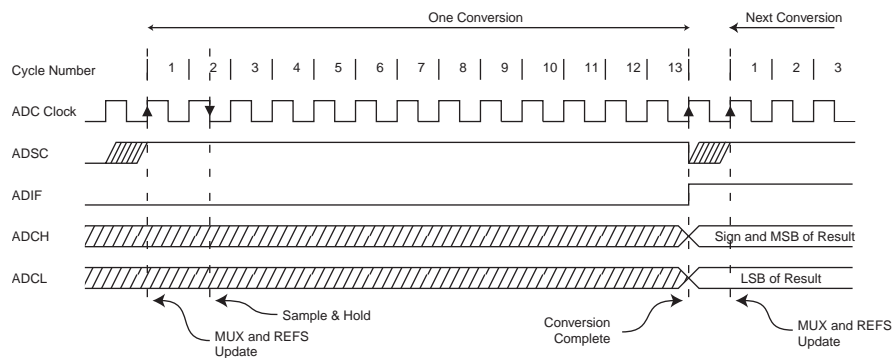 One Conversion
Next Conversion
Cycle Number 1 2 3 4 5 6 7 8 9 10 11 12 13 1 2 3
ADC Clock
ADSC
ADIF
ADCH
Sign and MSB of Result
ADCL
LSB of Result
MUX and REFS
Update
Sample & Hold
Conversion
Complete
MUX and REFS
Update